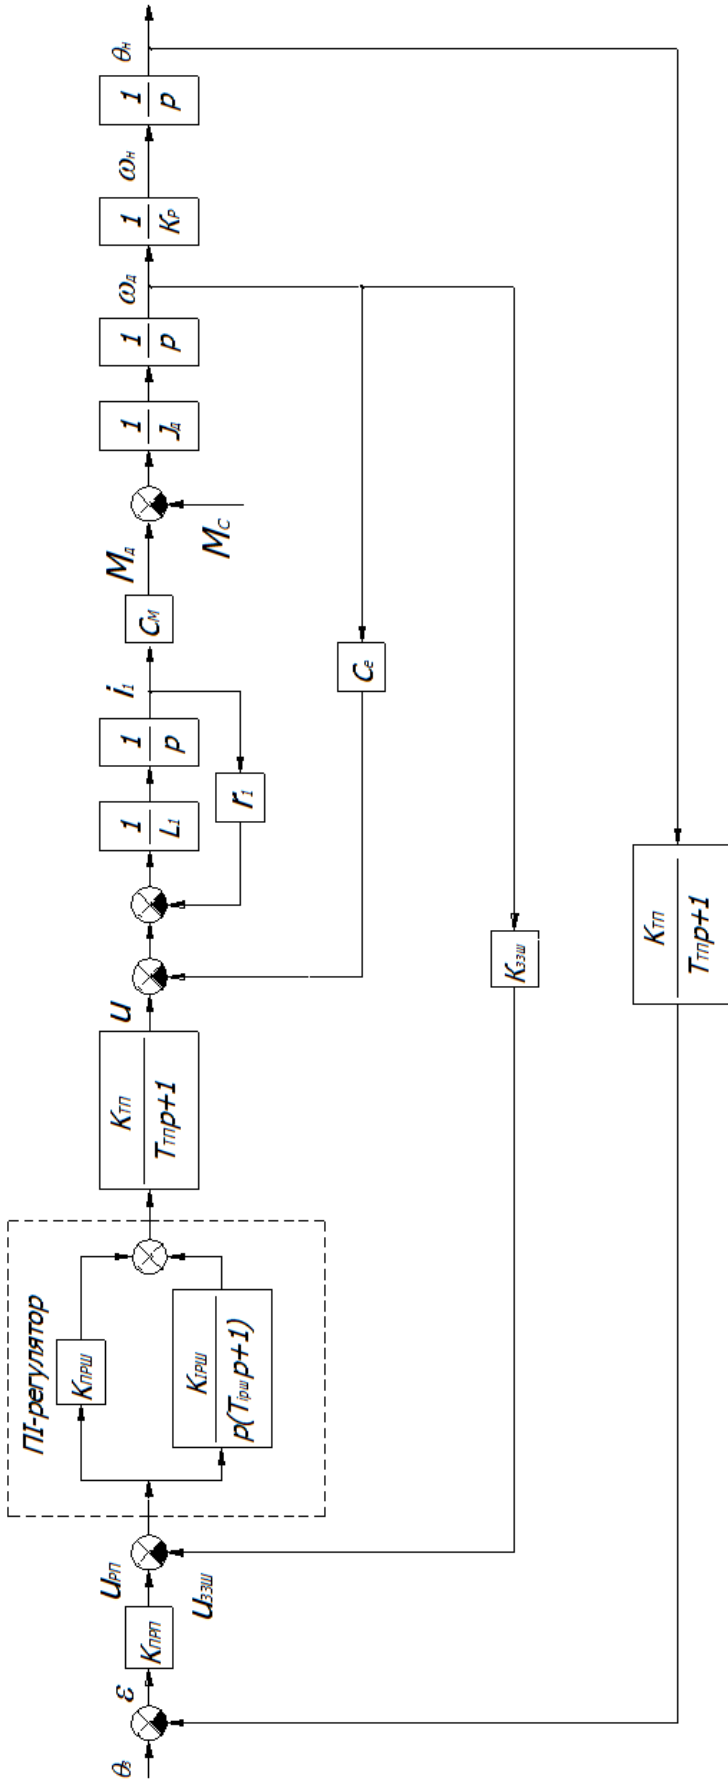 θз
ε
Kпрп
Uрп
Uззш
ПІ-регулятор
Kпрш
Kірш
p(Tіршp+1)
Kтп
Tтпp+1
u
1
L1
1
p
i1
r1
Cм
Mд
Mс
1
Jд
1
p
ωд
1
Kр
ωн
1
p
θн
Ce
Kззш
Kтп
Tтпp+1